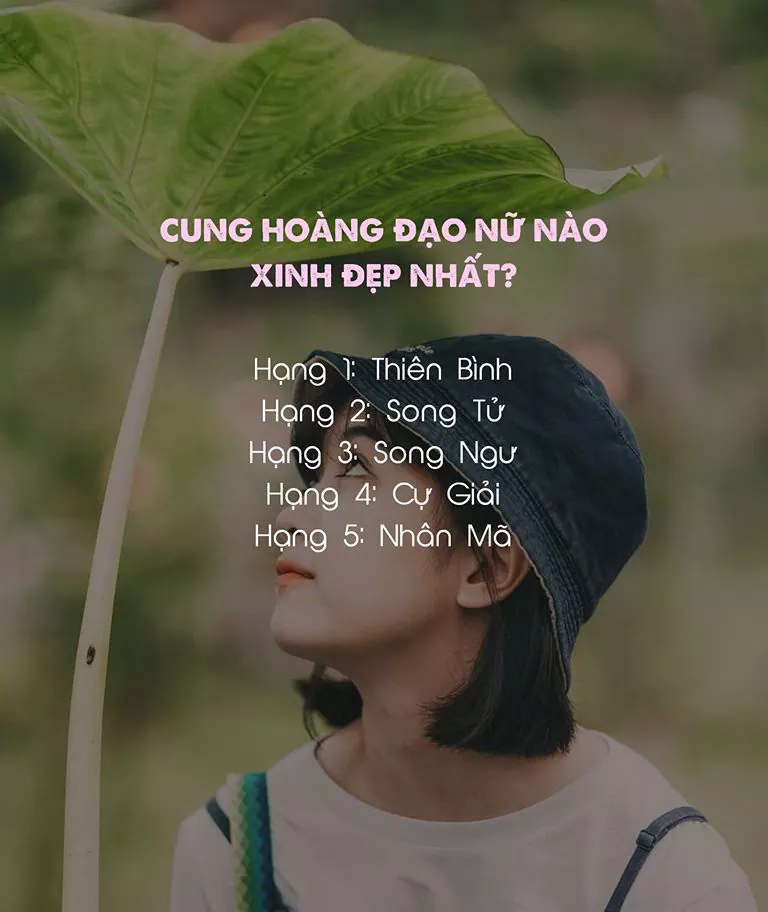 CUNG HOÀNG ĐẠO NỮ NÀO
XINH ĐẸP NHẤT?
Hạng 1: Thiên Bình
Hạng 2: Song Tử
Hạng 3: Song Ngư
Hạng 4: Cự Giải
Hạng 5: Nhân Mã